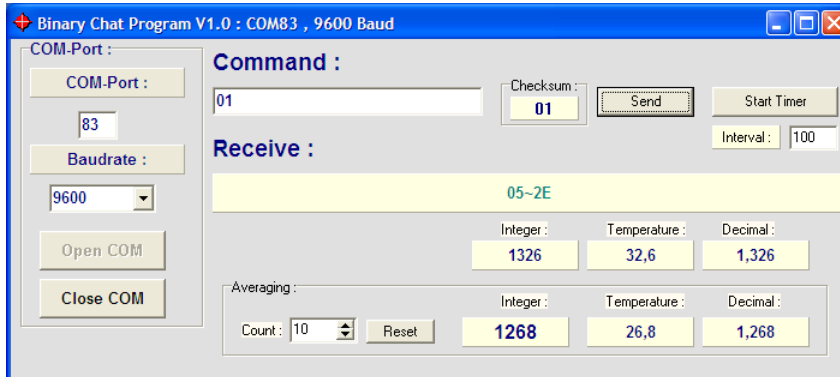 Binary Chat Program V1.0 : COM83 , 9600 Baud
COM-Port :
COM-Port :
83
Baudrate :
9600
Open COM
Close COM
Command :
01
Checksum :
01
Send
Start Timer
Interval : 100
Receive :
05~2E
Integer : Temperature : Decimal :
1326 32,6 1,326
Averaging :
Integer : Temperature : Decimal :
Count : 10 Reset 1268 26,8 1,268